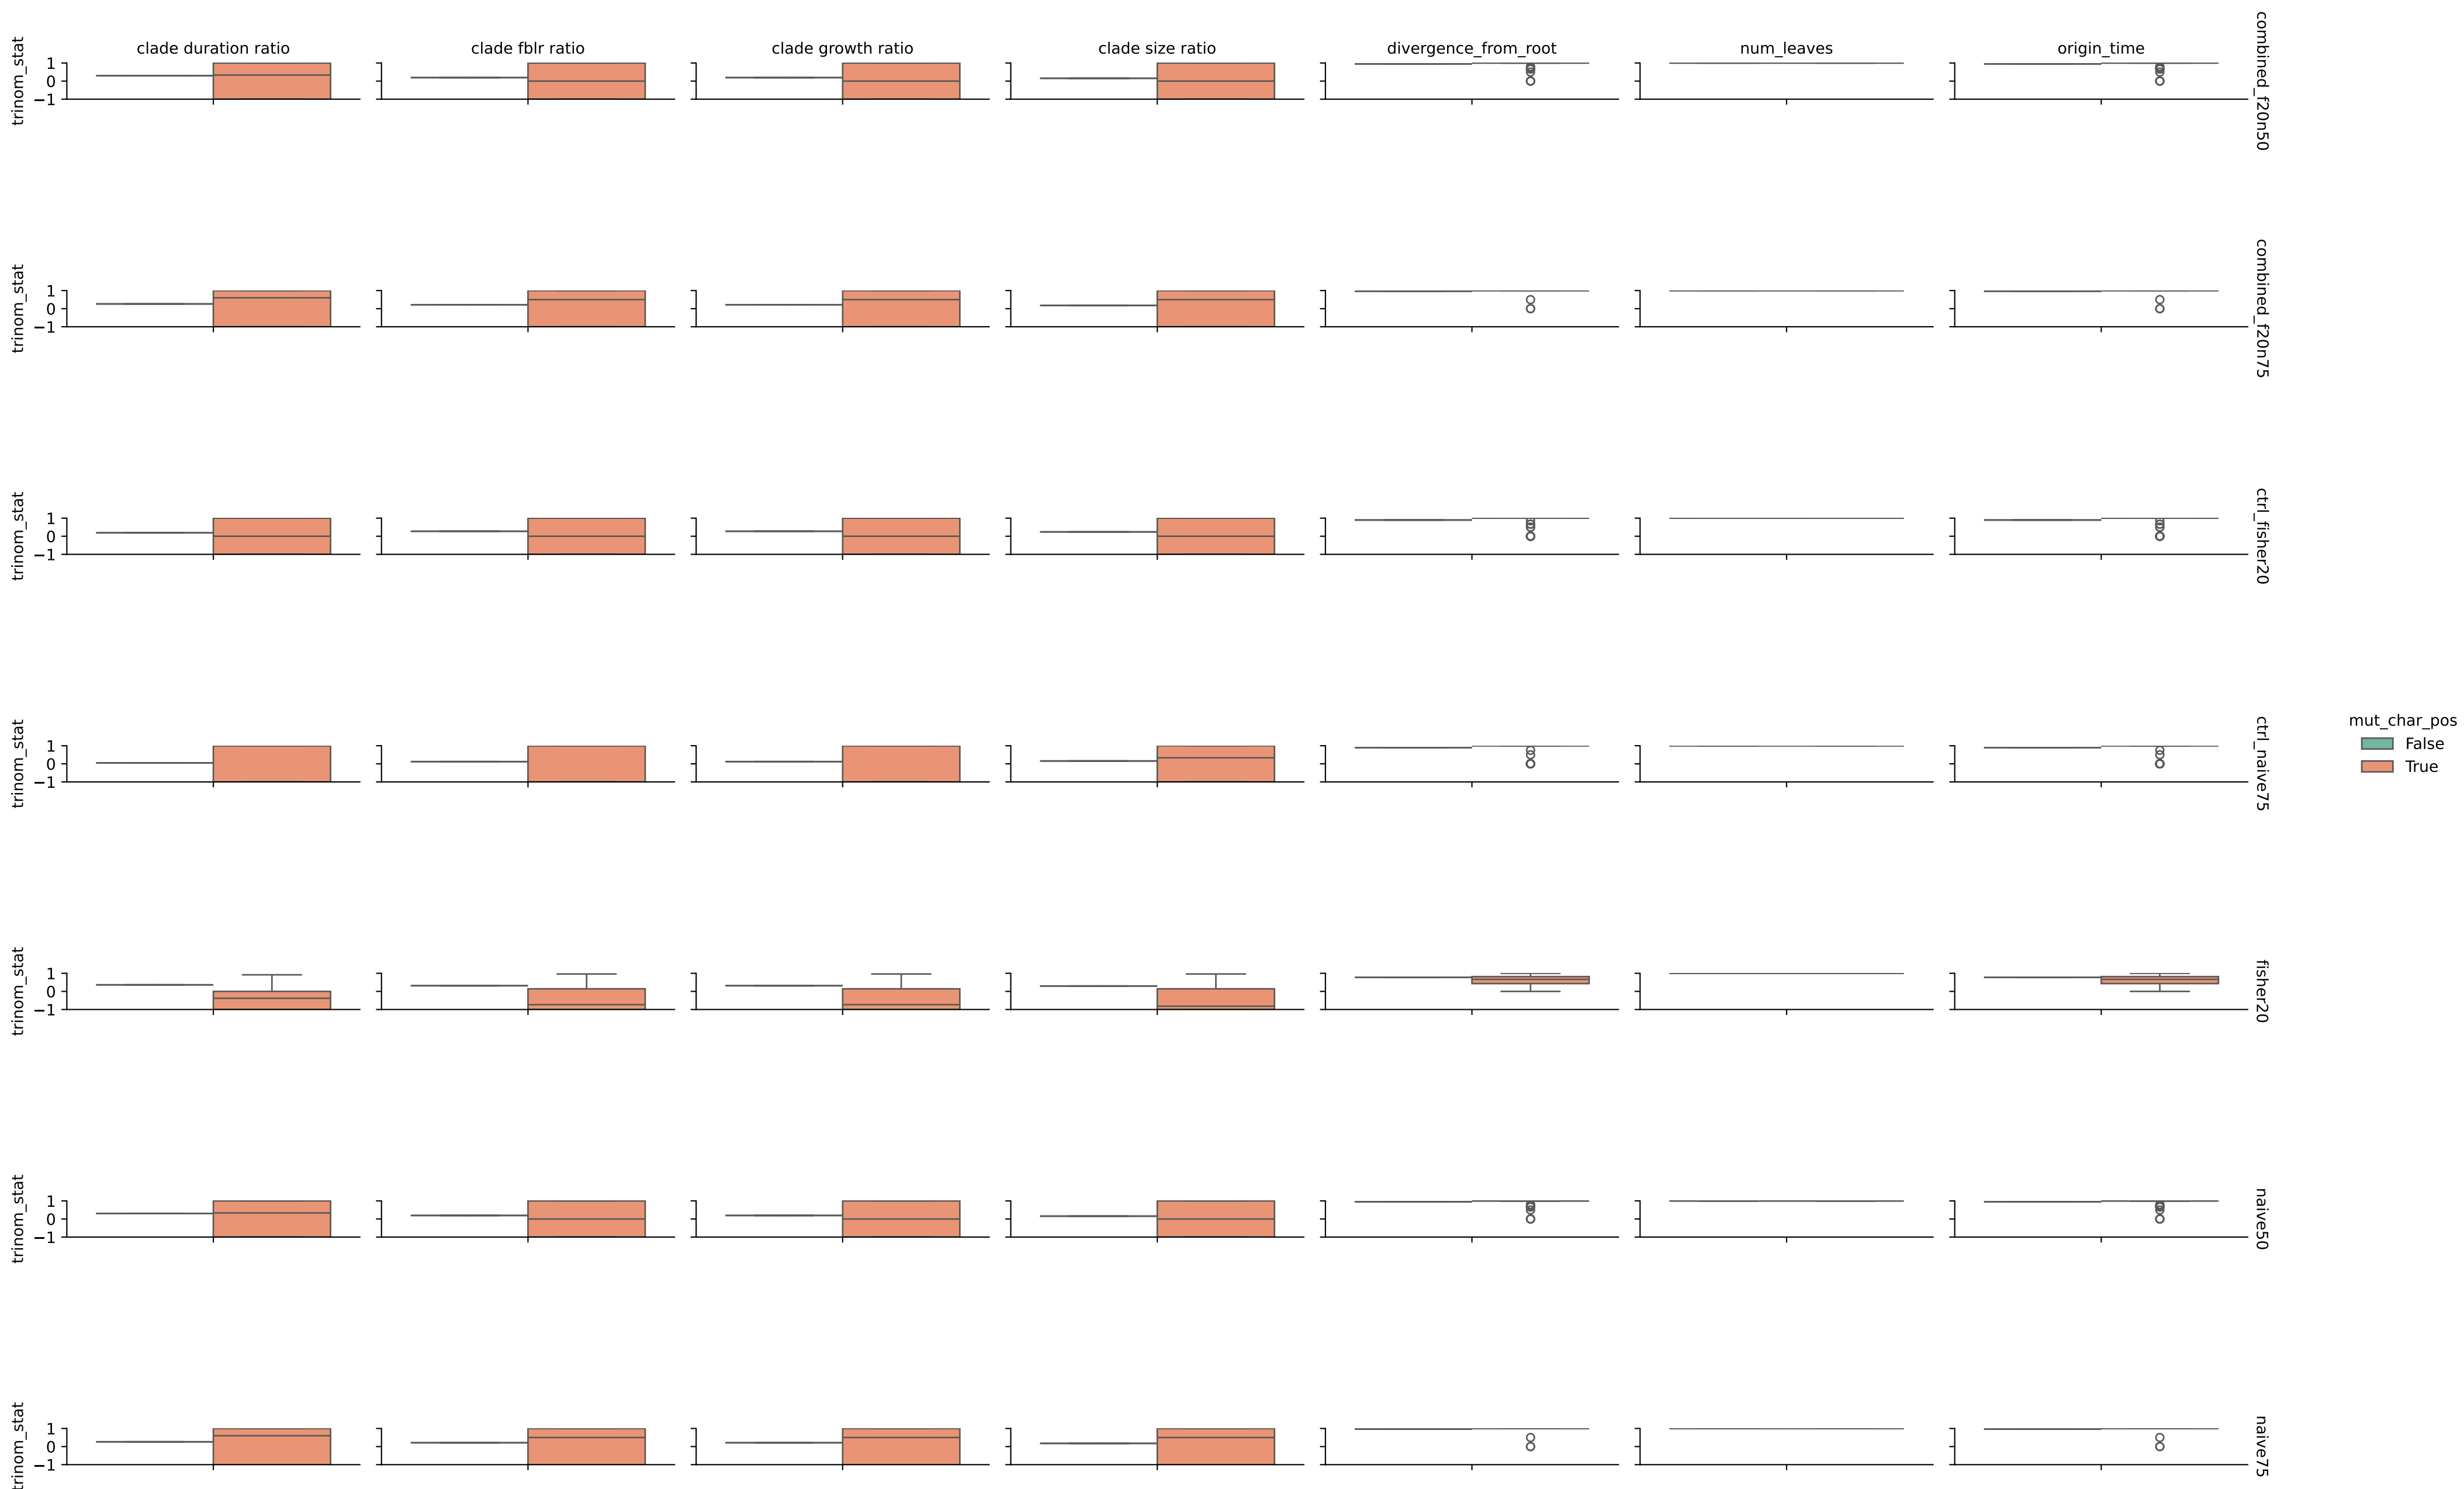 clade duration ratio
clade fblr ratio
clade growth ratio
clade size ratio
divergence_from_root
num_leaves
origin_time
trinom_stat
1
0
−1
combined_f20n50
trinom_stat
1
0
−1
combined_f20n75
trinom_stat
1
0
−1
ctrl_fisher20
trinom_stat
1
0
−1
ctrl_naive75
mut_char_pos
False
True
trinom_stat
1
0
−1
fisher20
trinom_stat
1
0
−1
naive50
trinom_stat
1
0
−1
naive75